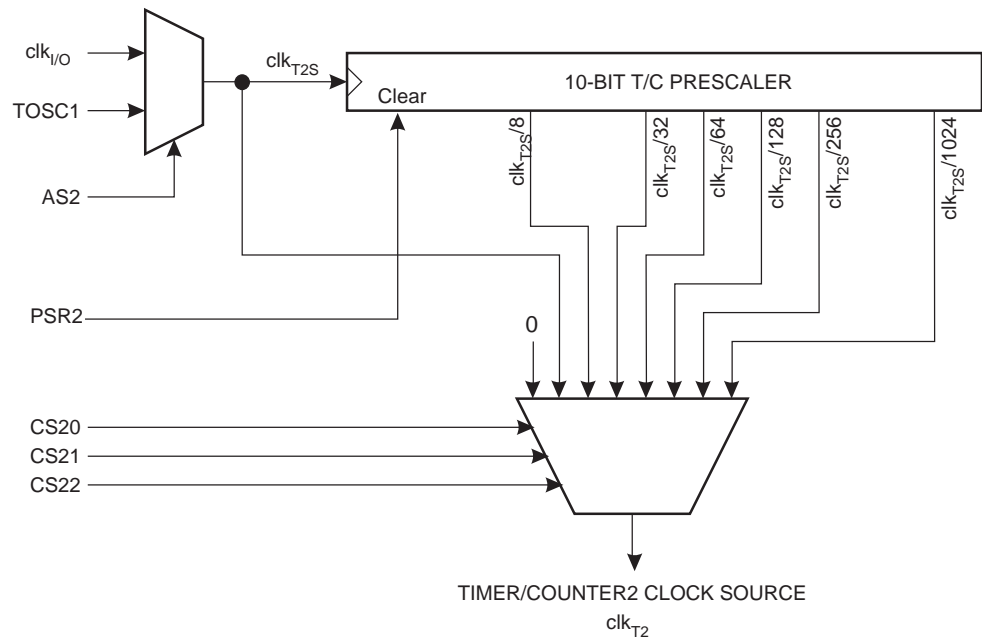 clkI/O
TOSC1
AS2
clkT2S
10-BIT T/C PRESCALER
Clear
clkT2S/8
clkT2S/32
clkT2S/64
clkT2S/128
clkT2S/256
clkT2S/1024
PSR2
0
CS20
CS21
CS22
TIMER/COUNTER2 CLOCK SOURCE
clkT2